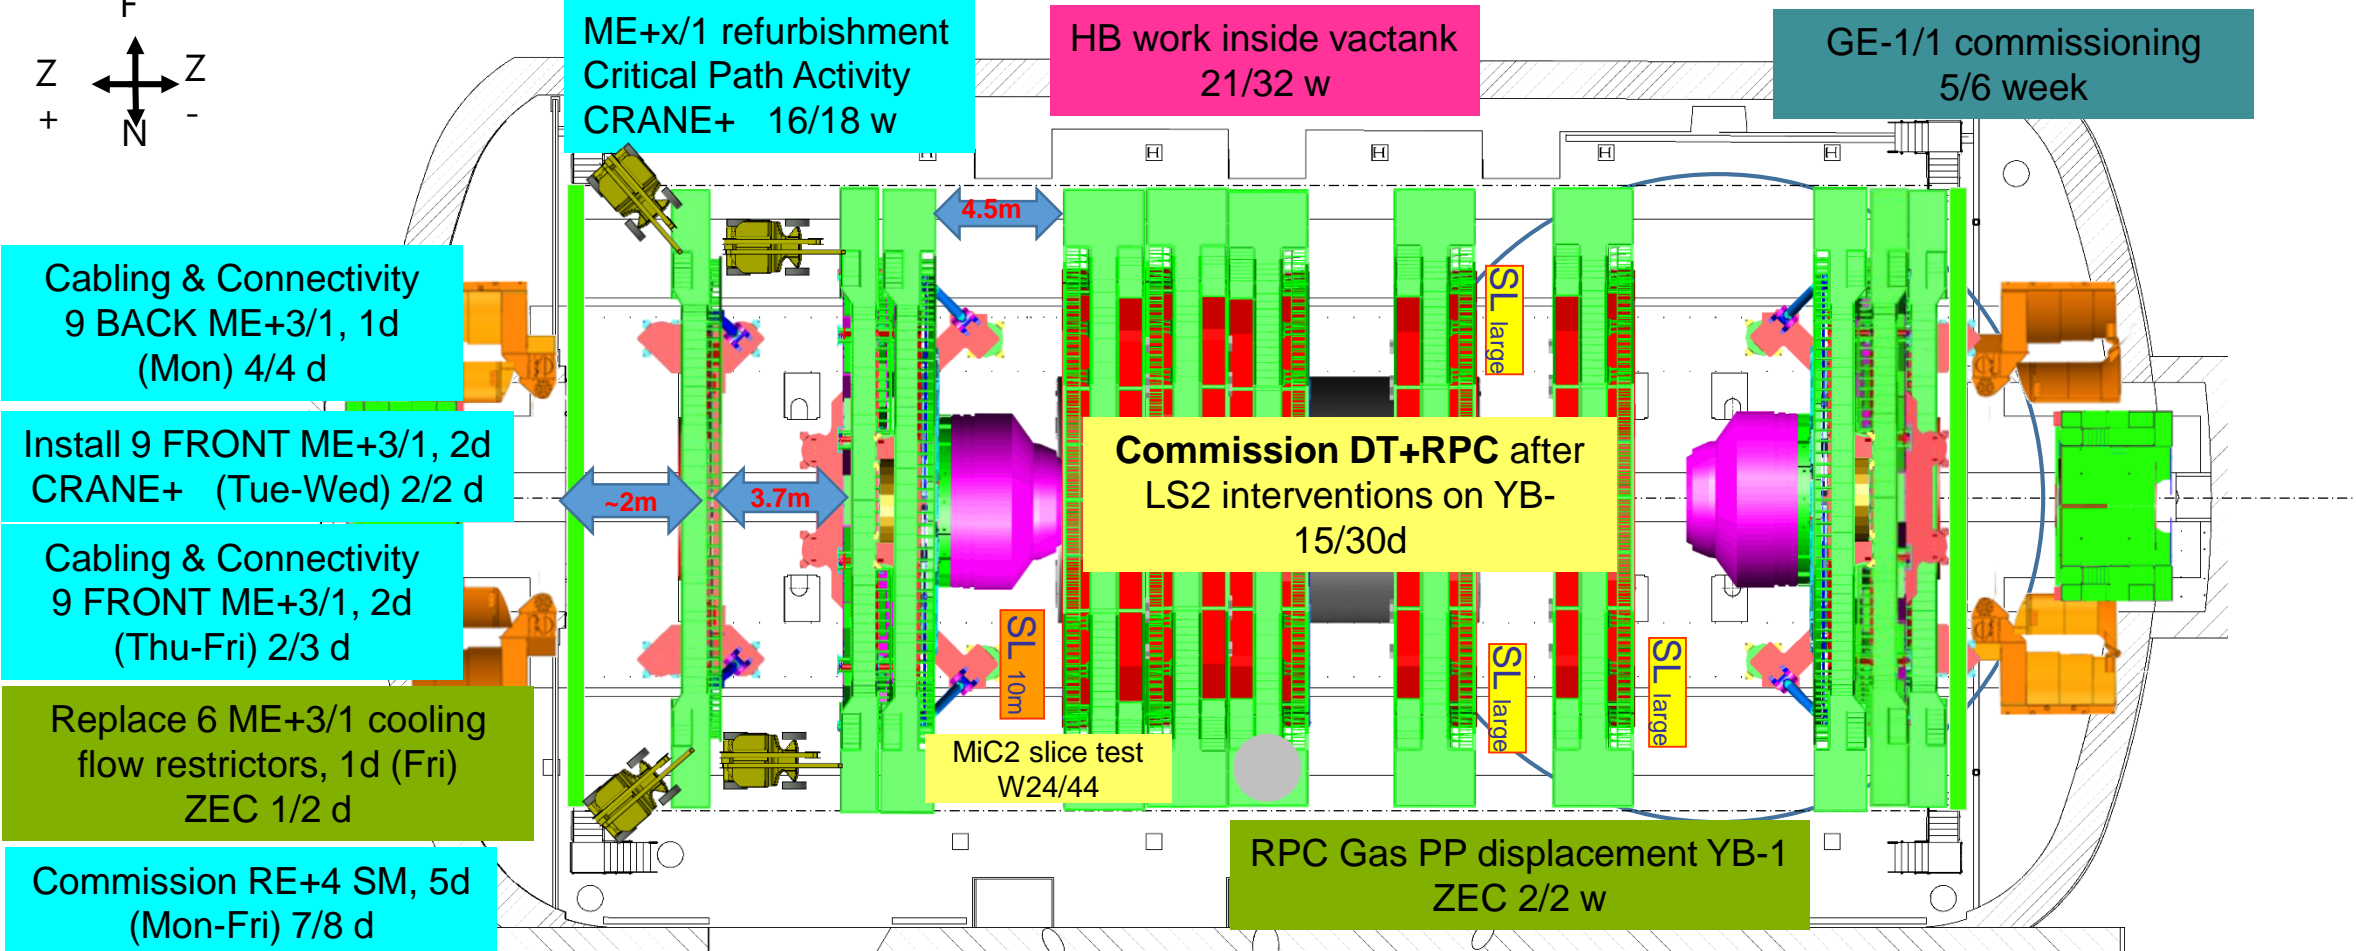 F
Z
Z
+
-
N
ME+x/1 refurbishment
Critical Path Activity
CRANE+ 16/18 w
HB work inside vactank
21/32 w
GE-1/1 commissioning
5/6 week
H
H
H
H
H
4.5m
Cabling & Connectivity
9 BACK ME+3/1, 1d
(Mon) 4/4 d
SL large
Install 9 FRONT ME+3/1, 2d
CRANE+ (Tue-Wed) 2/2 d
~2m
3.7m
Commission DT+RPC after
LS2 interventions on YB-
15/30d
Cabling & Connectivity
9 FRONT ME+3/1, 2d
(Thu-Fri) 2/3 d
SL 10m
SL large
SL large
Replace 6 ME+3/1 cooling
flow restrictors, 1d (Fri)
ZEC 1/2 d
MiC2 slice test
W24/44
RPC Gas PP displacement YB-1
ZEC 2/2 w
Commission RE+4 SM, 5d
(Mon-Fri) 7/8 d